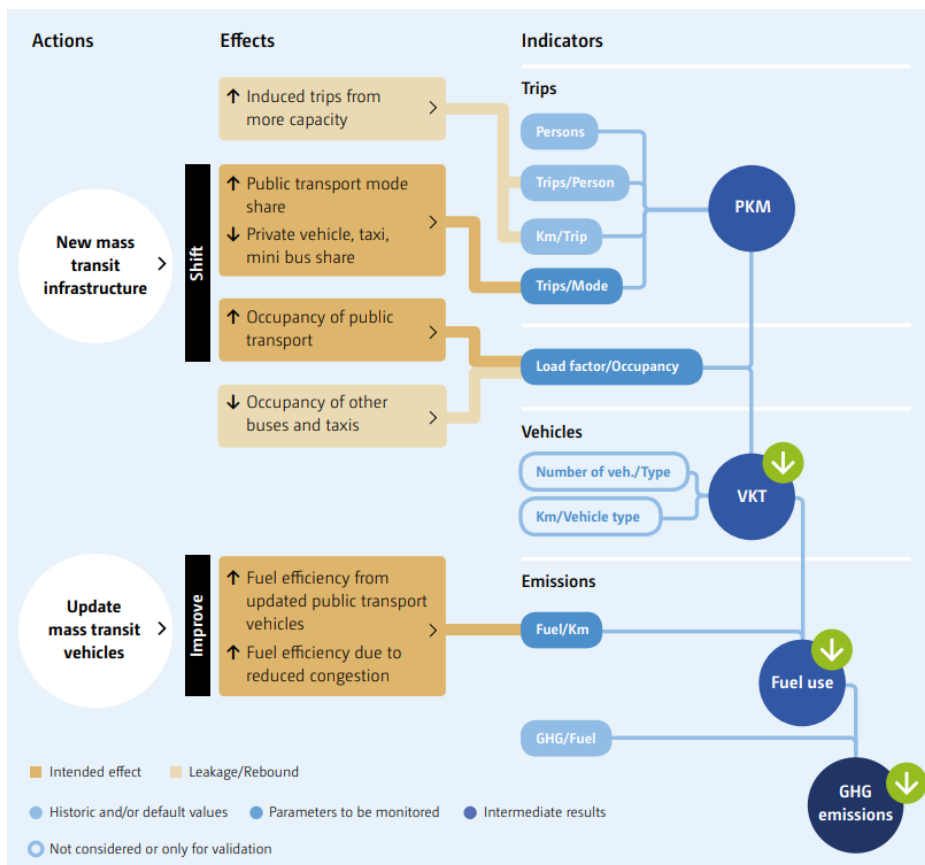 Actions
Effects
Indicators
Trips
↑ Induced trips from
more capacity
Persons
Trips/Person
Km/Trip
Trips/Mode
PKM
New mass
transit
infrastructure
Shift
↑ Public transport mode
share
↓ Private vehicle, taxi,
mini bus share
↑ Occupancy of public
transport
↓ Occupancy of other
buses and taxis
Load factor/Occupancy
Vehicles
Number of veh./Type
Km/Vehicle type
VKT
Update
mass transit
vehicles
Improve
↑ Fuel efficiency from
updated public transport
vehicles
↑ Fuel efficiency due to
reduced congestion
Emissions
Fuel/Km
Fuel use
GHG/Fuel
GHG
emissions
Intended effect
Leakage/Rebound
Historic and/or default values
Parameters to be monitored
Intermediate results
Not considered or only for validation